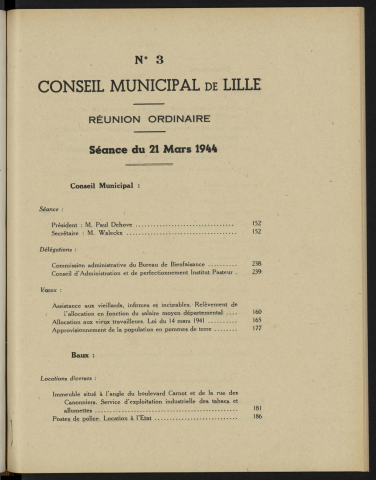 N° 3
CONSEIL MUNICIPAL DE LILLE
RÉUNION ORDINAIRE
Séance du 21 Mars 1944
Conseil Municipal :
Séance :
Président : M. Paul Dehove ........................ 152
Secrétaire : M. Walecks ........................ 152
Délégations :
Commission administrative du Bureau de Bienfaisance ........ 238
Conseil d'Administration et de perfectionnement Institut Pasteur . 239
Vœux :
Assistance aux vieillards, infirmes et incurables. Relèvement de
l'allocation en fonction du salaire moyen départemental .... 160
Allocation aux vieux travailleurs. Loi du 14 mars 1941 ........ 165
Approvisionnement de la population en pommes de terre ........ 177
Baux :
Locations diverses :
Immeuble situé à l'angle du boulevard Carnot et de la rue des
Canonniers. Service d'exploitation industrielle des tabacs et
allumettes ........................ 181
Postes de police. Location à l'Etat ........................ 186